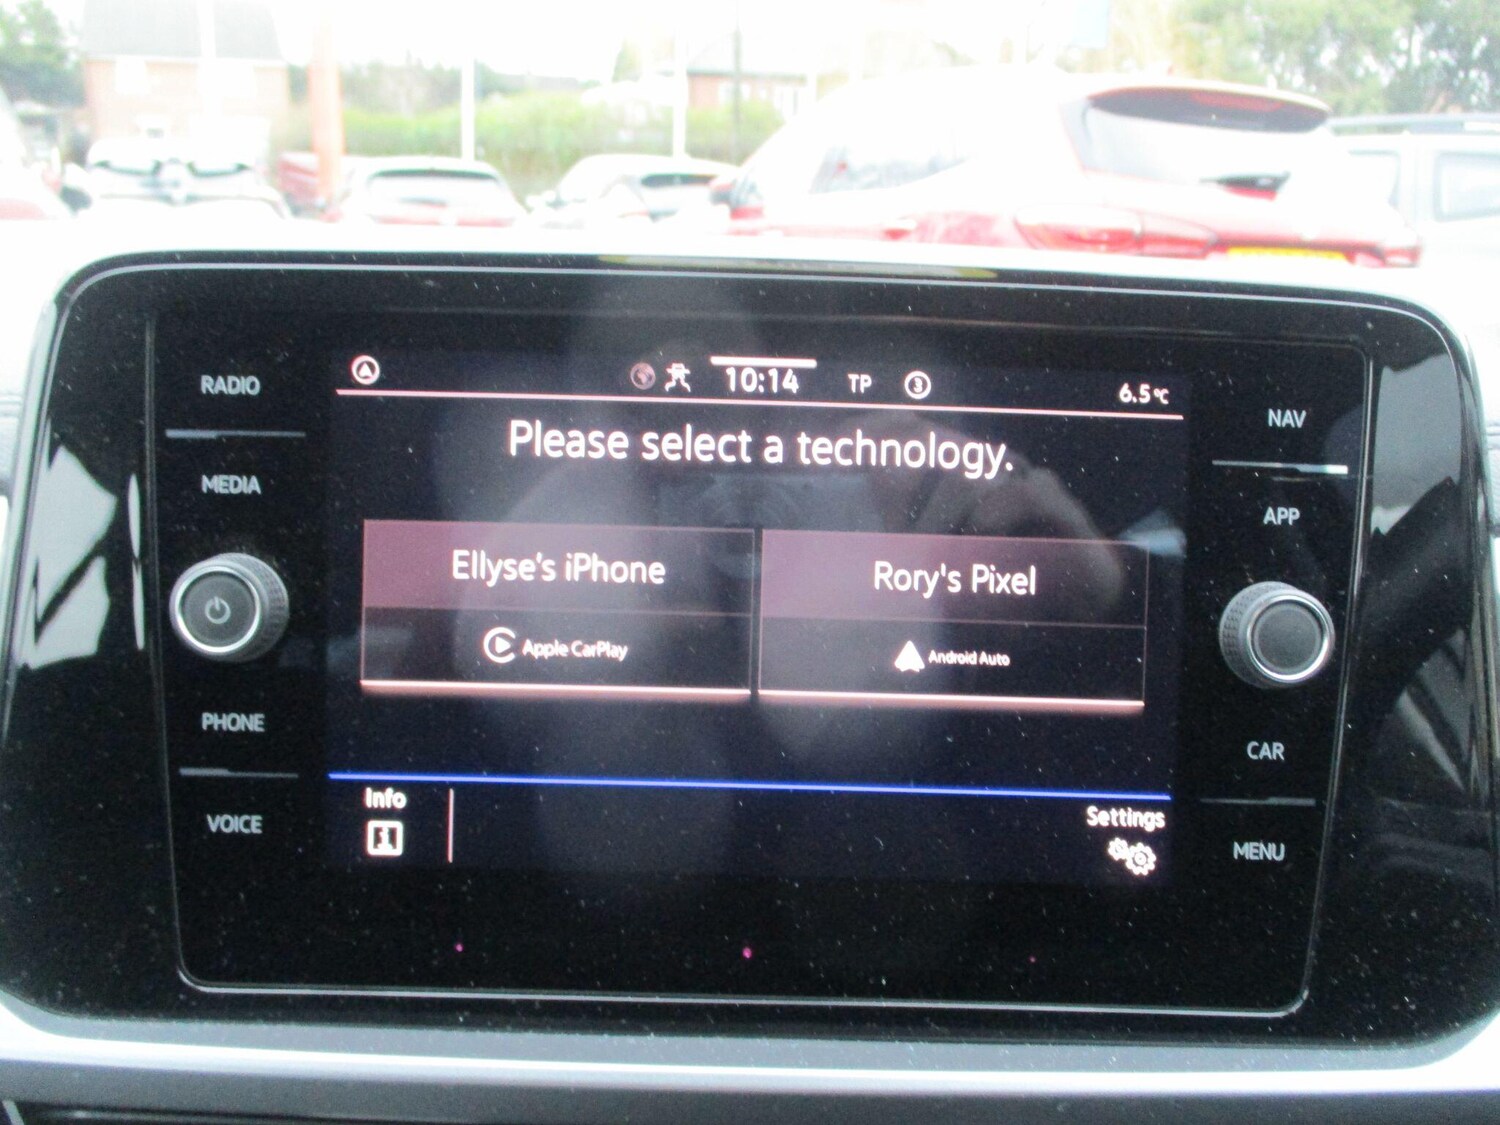 RADIO
MEDIA
PHONE
VOICE
10:14
TP
3
6.5°C
Please select a technology.
Ellyse's iPhone
Apple CarPlay
Rory's Pixel
Android Auto
Info
Settings
NAV
APP
CAR
MENU